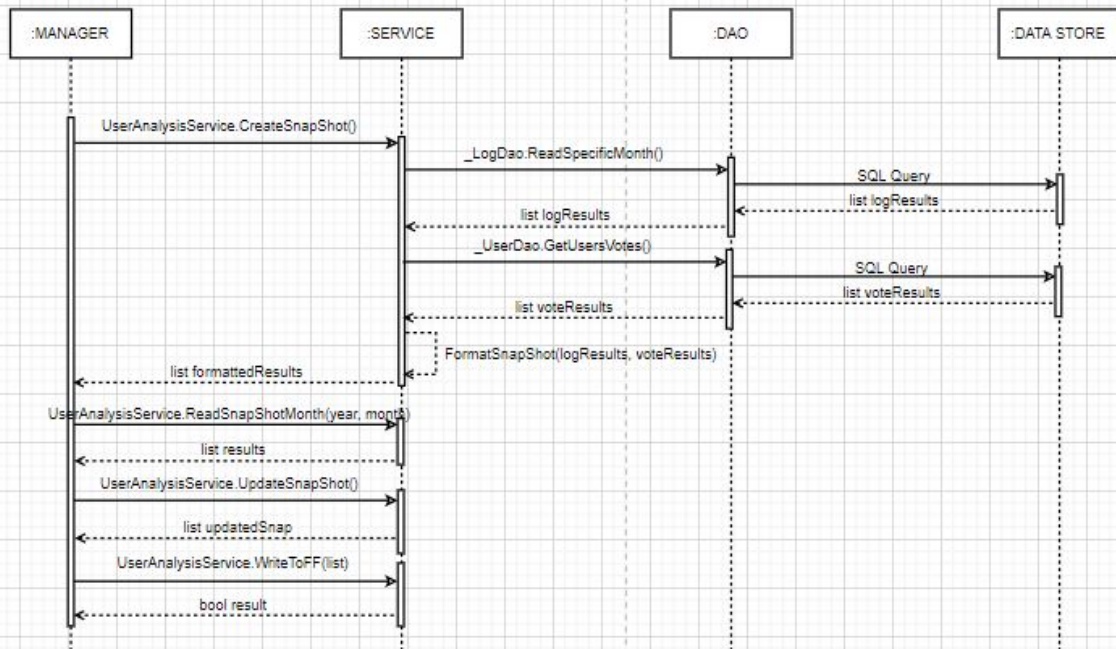 :MANAGER
:SERVICE
:DAO
:DATA STORE
UserAnalysisService.CreateSnapShot()
_LogDao.ReadSpecificMonth()
SQL Query
list logResults
list logResults
_UserDao.GetUsersVotes()
SQL Query
list voteResults
list voteResults
FormatSnapShot(logResults, voteResults)
list formattedResults
UserAnalysisService.ReadSnapShotMonth(year, month)
list results
UserAnalysisService.UpdateSnapShot()
list updatedSnap
UserAnalysisService.WriteToFF(list)
bool result